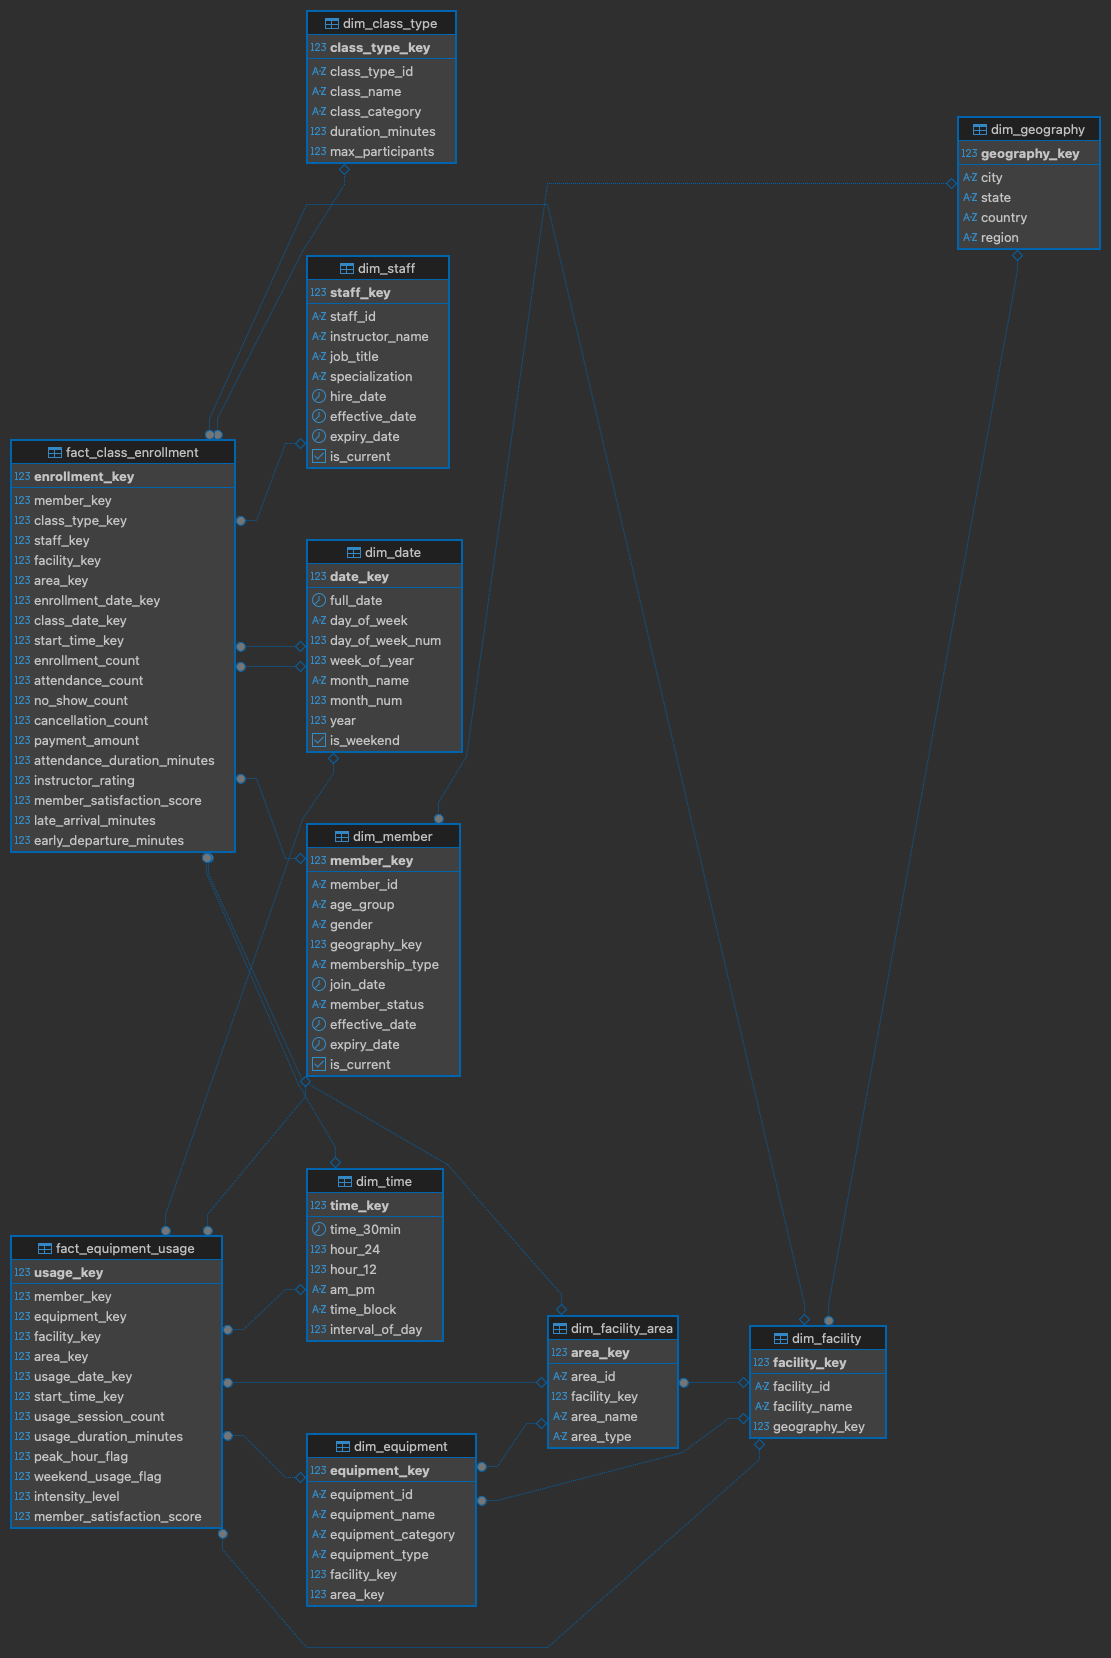 dim_class_type
123 class_type_key
A-Z class_type_id
A-Z class_name
A-Z class_category
123 duration_minutes
123 max_participants
dim_geography
123 geography_key
A-Z city
A-Z state
A-Z country
A-Z region
dim_staff
123 staff_key
A-Z staff_id
A-Z instructor_name
A-Z job_title
A-Z specialization
hire_date
effective_date
expiry_date
is_current
fact_class_enrollment
123 enrollment_key
123 member_key
123 class_type_key
123 staff_key
123 facility_key
123 area_key
123 enrollment_date_key
123 class_date_key
123 start_time_key
123 enrollment_count
123 attendance_count
123 no_show_count
123 cancellation_count
123 payment_amount
123 attendance_duration_minutes
123 instructor_rating
123 member_satisfaction_score
123 late_arrival_minutes
123 early_departure_minutes
dim_date
123 date_key
full_date
A-Z day_of_week
123 day_of_week_num
123 week_of_year
A-Z month_name
123 month_num
123 year
is_weekend
dim_member
123 member_key
A-Z member_id
A-Z age_group
A-Z gender
123 geography_key
A-Z membership_type
join_date
A-Z member_status
effective_date
expiry_date
is_current
dim_time
123 time_key
time_30min
123 hour_24
123 hour_12
A-Z am_pm
A-Z time_block
123 interval_of_day
fact_equipment_usage
123 usage_key
123 member_key
123 equipment_key
123 facility_key
123 area_key
123 usage_date_key
123 start_time_key
123 usage_session_count
123 usage_duration_minutes
123 peak_hour_flag
123 weekend_usage_flag
123 intensity_level
123 member_satisfaction_score
dim_facility_area
123 area_key
A-Z area_id
123 facility_key
A-Z area_name
A-Z area_type
dim_facility
123 facility_key
A-Z facility_id
A-Z facility_name
123 geography_key
dim_equipment
123 equipment_key
A-Z equipment_id
A-Z equipment_name
A-Z equipment_category
A-Z equipment_type
123 facility_key
123 area_key